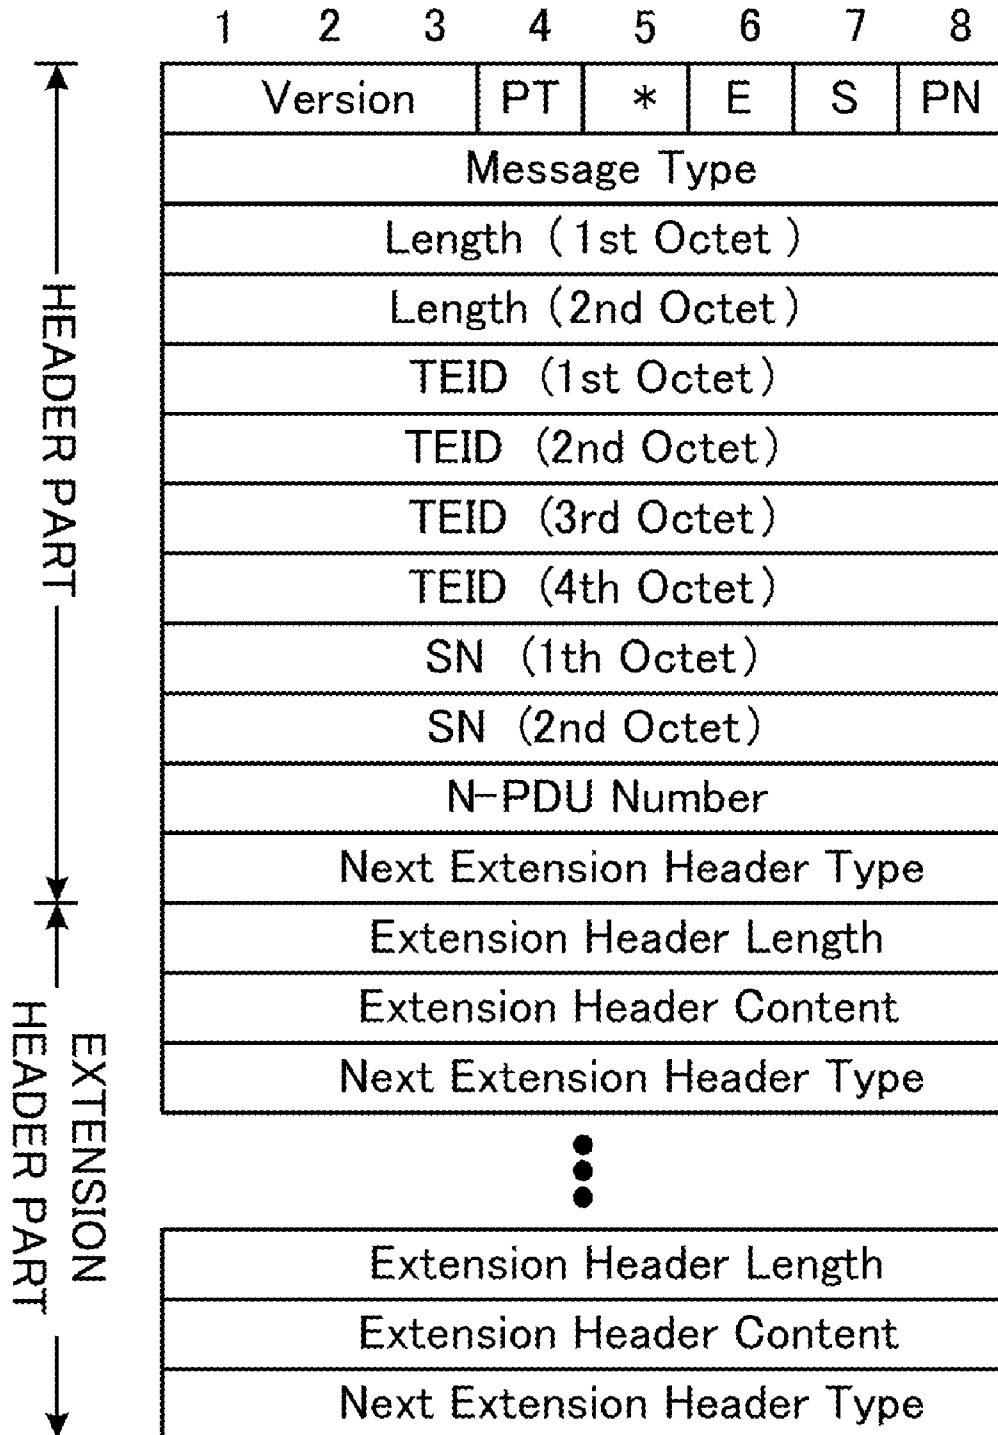 1 2 3 4 5 6 7 8
Version PT * E S PN
Message Type
Length ( 1st Octet )
Length (2nd Octet)
TEID (1st Octet)
TEID (2nd Octet)
TEID (3rd Octet)
TEID (4th Octet)
SN (1th Octet)
SN (2nd Octet)
N-PDU Number
Next Extension Header Type
HEADER PART
Extension Header Length
Extension Header Content
Next Extension Header Type
Extension Header Length
Extension Header Content
Next Extension Header Type
EXTENSION
HEADER PART